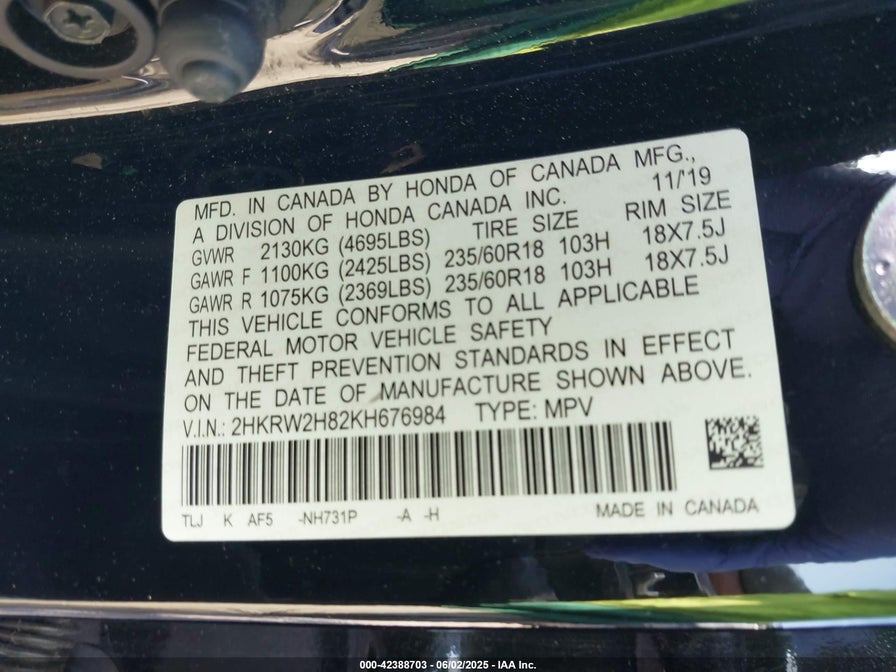 MFD. IN CANADA BY HONDA OF CANADA MFG.,
A DIVISION OF HONDA CANADA INC. 11/'19
GVWR 2130KG (4695LBS) TIRE SIZE RIM SIZE
GAWR F 1100KG (2425LBS) 235/60R18 103H 18X7.5J
GAWR R 1075KG (2369LBS) 235/60R18 103H 18X7.5J
THIS VEHICLE CONFORMS TO ALL APPLICABLE
FEDERAL MOTOR VEHICLE SAFETY
AND THEFT PREVENTION STANDARDS IN EFFECT
ON THE DATE OF MANUFACTURE SHOWN ABOVE.
V.I.N.: 2HKRW2H82KH676984 TYPE: MPV
TLJ K AF5 -NH731P -A -H MADE IN CANADA
000-42388703 - 06/02/2025 - IAA Inc.